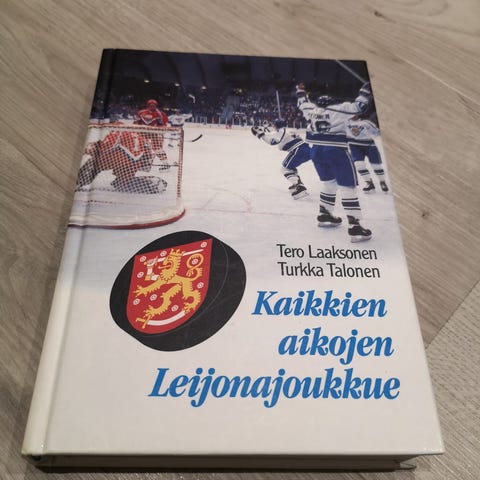 Tero Laaksonen
Turkka Talonen
Kaikkien
aikojen
Leijonajoukkue